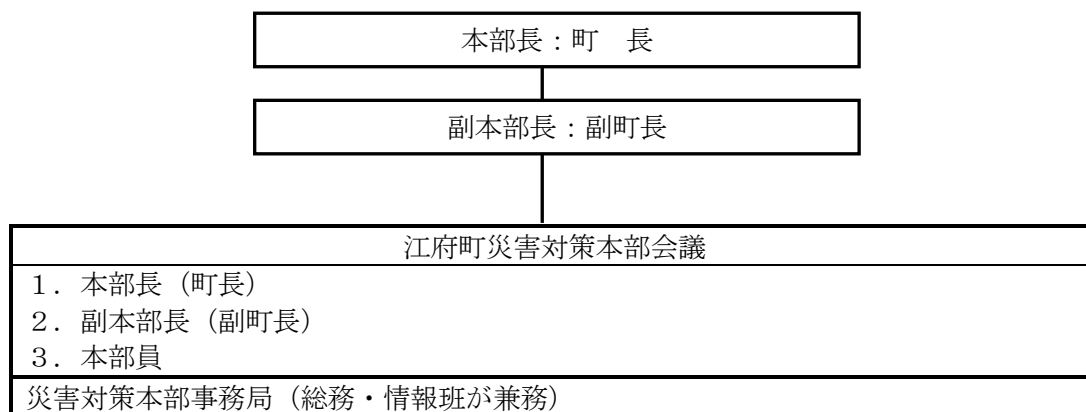 本部長：町　長
副本部長：副町長
江府町災害対策本部会議
１．本部長（町長）
２．副本部長（副町長）
３．本部員
災害対策本部事務局（総務・情報班が兼務）